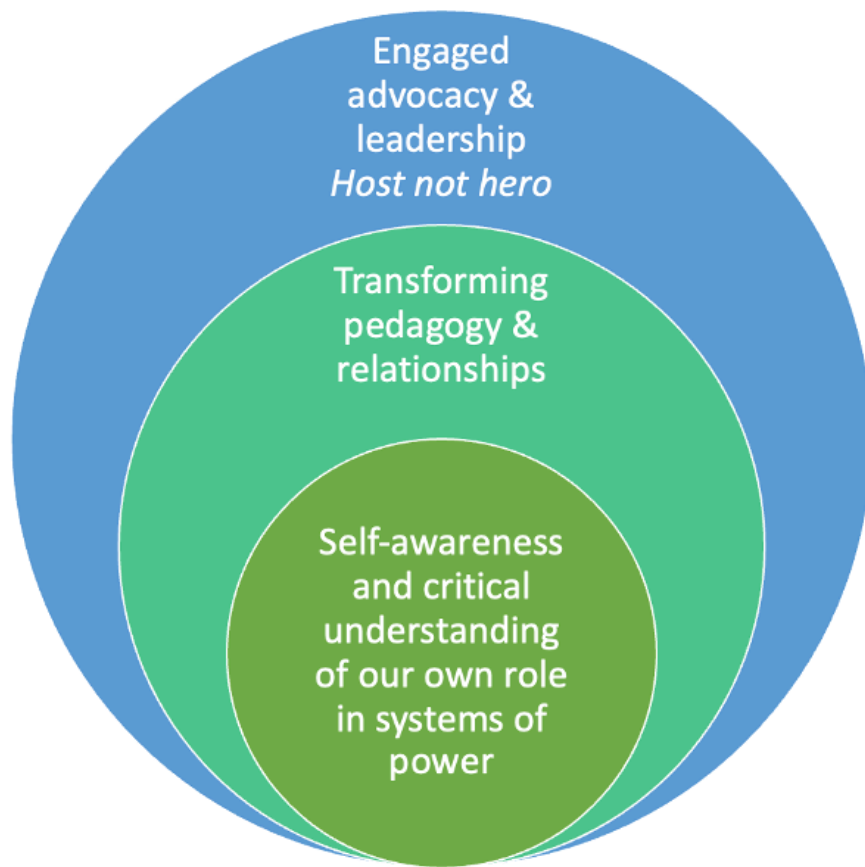 Engaged
advocacy &
leadership
Host not hero
Transforming
pedagogy &
relationships
Self-awareness
and critical
understanding
of our own role
in systems of
power